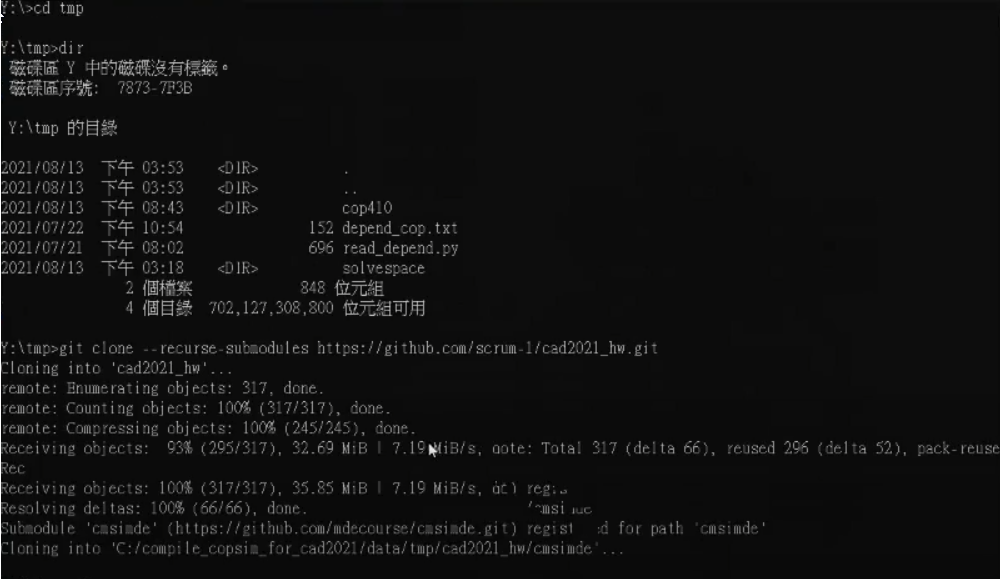 Y:\>cd tmp
Y:\tmp>dir
磁碟區 Y 中的磁碟沒有標籤。
磁碟區序號: 7873-7F3B
Y:\tmp 的目錄
2021/08/13 下午 03:53 <DIR> .
2021/08/13 下午 03:53 <DIR> ..
2021/08/13 下午 08:43 <DIR> cop410
2021/07/22 下午 10:54 152 depend_cop.txt
2021/07/21 下午 08:02 696 read_depend.py
2021/08/13 下午 03:18 <DIR> solvespace
2 個檔案 848 位元組
4 個目錄 702,127,308,800 位元組可用
Y:\tmp>git clone --recurse-submodules https://github.com/scrum-1/cad2021_hw.git
Cloning into 'cad2021_hw'...
remote: Enumerating objects: 317, done.
remote: Counting objects: 100% (317/317), done.
remote: Compressing objects: 100% (245/245), done.
Receiving objects: 93% (295/317), 32.69 MiB | 7.19 MiB/s, Total 317 (delta 66), reused 296 (delta 52), pack-reuse
Rec
Receiving objects: 100% (317/317), 35.85 MiB | 7.19 MiB/s,
Resolving deltas: 100% (66/66), done.
Submodule 'cmsimde' (https://github.com/mdecourse/cmsimde.git) for path 'cmsimde'
Cloning into 'C:/compile_copsim_for_cad2021/data/tmp/cad2021_hw/cmsimde'...